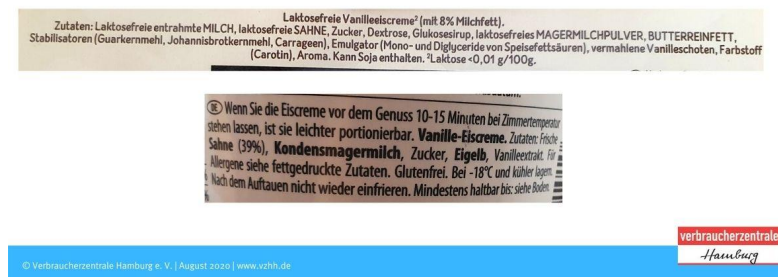 Laktosefreie Vanilleeiscreme² (mit 8% Milchfett).
Zutaten: Laktosefreie entrahmte MILCH, laktosefreie SAHNE, Zucker, Dextrose, Glukosesirup, laktosefreies MAGERMILCHPULVER, BUTTERREINFETT,
Stabilisatoren (Guarkernmehl, Johannisbrotkernmehl, Carrageen), Emulgator (Mono- und Diglyceride von Speisefettsäuren), vermahlene Vanilleschoten, Farbstoff
(Carotin), Aroma. Kann Soja enthalten. ²Laktose <0,01 g/100g.
DE Wenn Sie die Eiscreme vor dem Genuss 10-15 Minuten bei Zimmertemperatur
stehen lassen, ist sie leichter portionierbar. Vanille-Eiscreme. Zutaten: Frische
Sahne (39%), Kondensmagermilch, Zucker, Eigelb, Vanilleextrakt. Für
Allergene siehe fettgedruckte Zutaten. Glutenfrei. Bei -18°C und kühler lagern.
Nach dem Auftauen nicht wieder einfrieren. Mindestens haltbar bis: siehe Boden.
verbraucherzentrale
Hamburg
© Verbraucherzentrale Hamburg e. V. | August 2020 | www.vzhh.de